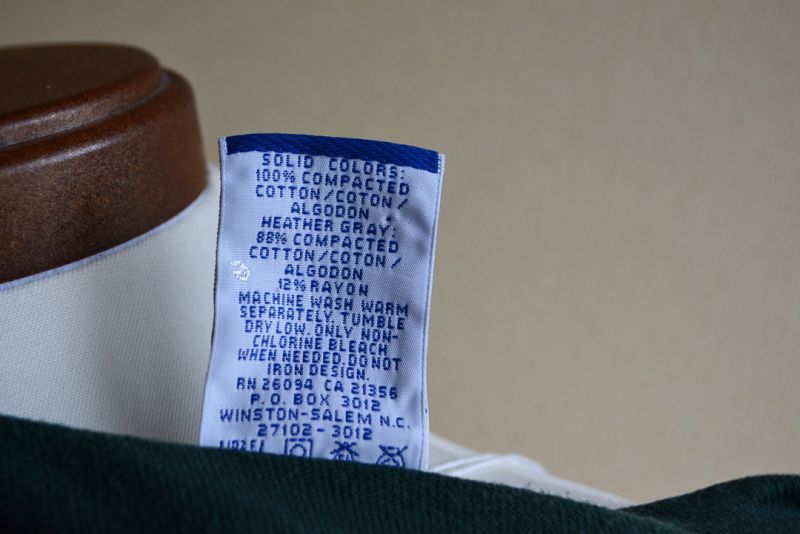 SOLID COLORS:
100% COMPACTED
COTTON/COTON/
ALGODON
HEATHER GRAY:
88% COMPACTED
COTTON/COTON/
ALGODON
12% RAYON
MACHINE WASH WARM
SEPARATELY. TUMBLE
DRY LOW. ONLY NON-
CHLORINE BLEACH
WHEN NEEDED. DO NOT
IRON DESIGN.
RN 26094 CA 21356
P.O. BOX 3012
WINSTON-SALEM N.C.
27102-3012